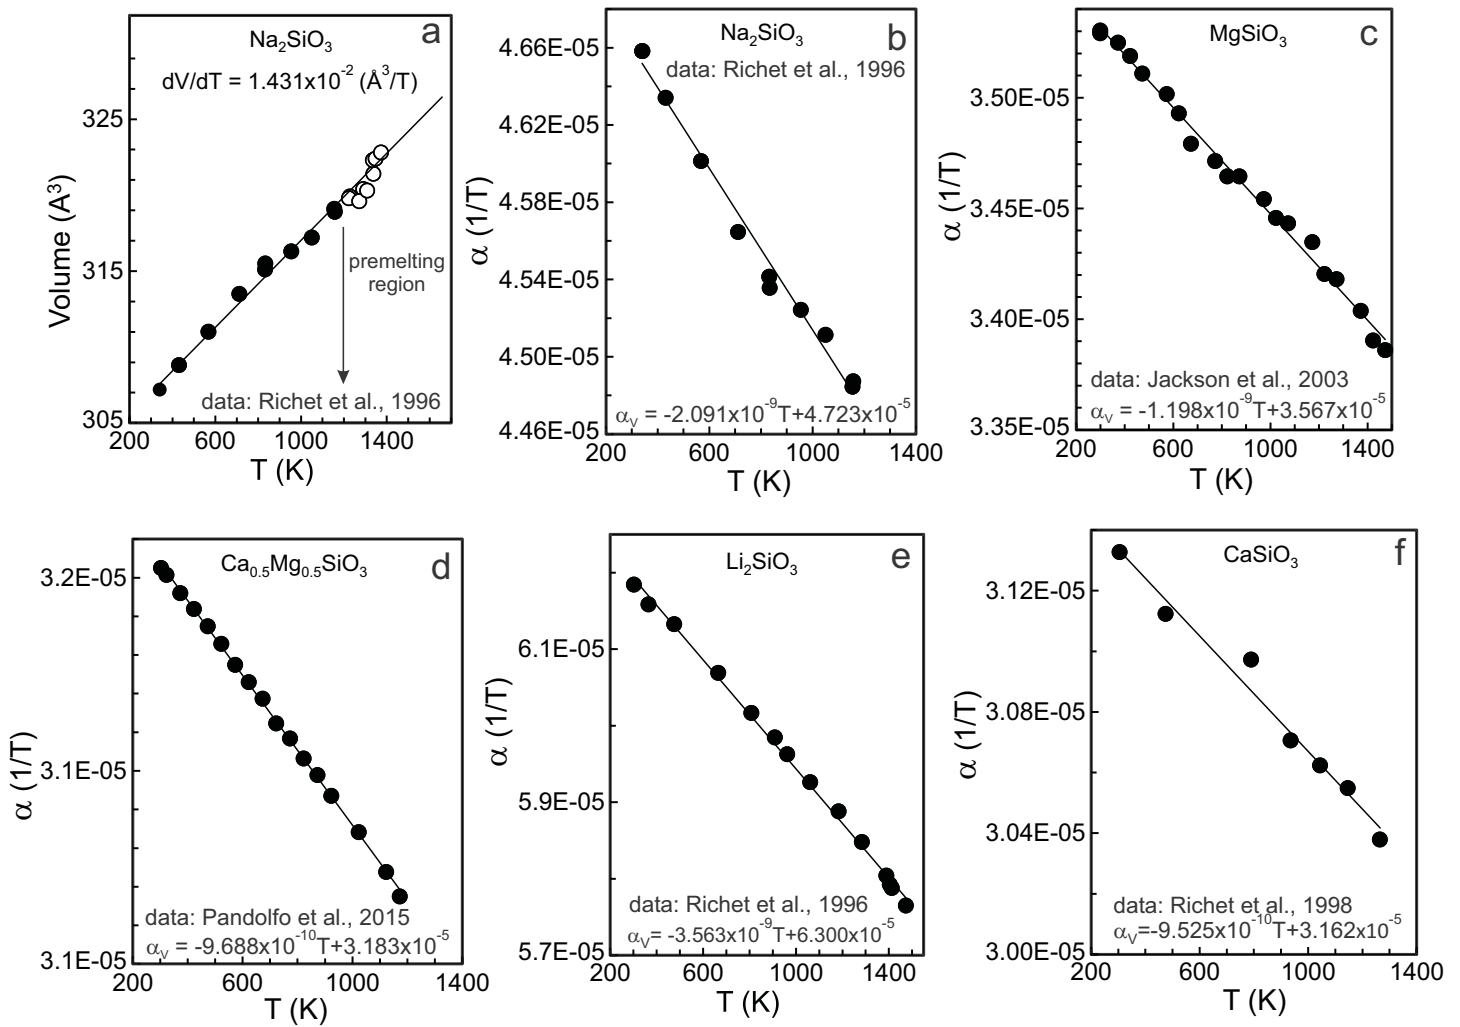 a
Na₂SiO₃
dV/dT = 1.431x10⁻² (Å³/T)
325
315
305
Volume (A³)
premelting
region
data: Richet et al., 1996
200 600 1000 1400
T (K)
b
Na₂SiO₃
data: Richet et al., 1996
4.66E-05
4.62E-05
4.58E-05
4.54E-05
4.50E-05
4.46E-05
α (1/T)
αᵥ = -2.091x10⁻⁹T+4.723x10⁻⁵
200 600 1000 1400
T (K)
c
MgSiO₃
3.50E-05
3.45E-05
3.40E-05
3.35E-05
α (1/T)
data: Jackson et al., 2003
αᵥ = -1.198x10⁻⁹T+3.567x10⁻⁵
200 600 1000 1400
T (K)
d
Ca₀.₅Mg₀.₅SiO₃
3.2E-05
3.1E-05
3.1E-05
α (1/T)
data: Pandolfo et al., 2015
αᵥ = -9.688x10⁻¹⁰T+3.183x10⁻⁵
200 600 1000 1400
T (K)
e
Li₂SiO₃
6.1E-05
5.9E-05
5.7E-05
α (1/T)
data: Richet et al., 1996
αᵥ= -3.563x10⁻⁹T+6.300x10⁻⁵
200 600 1000 1400
T (K)
f
CaSiO₃
3.12E-05
3.08E-05
3.04E-05
3.00E-05
α (1/T)
data: Richet et al., 1998
αᵥ=-9.525x10⁻¹⁰T+3.162x10⁻⁵
200 600 1000 1400
T (K)